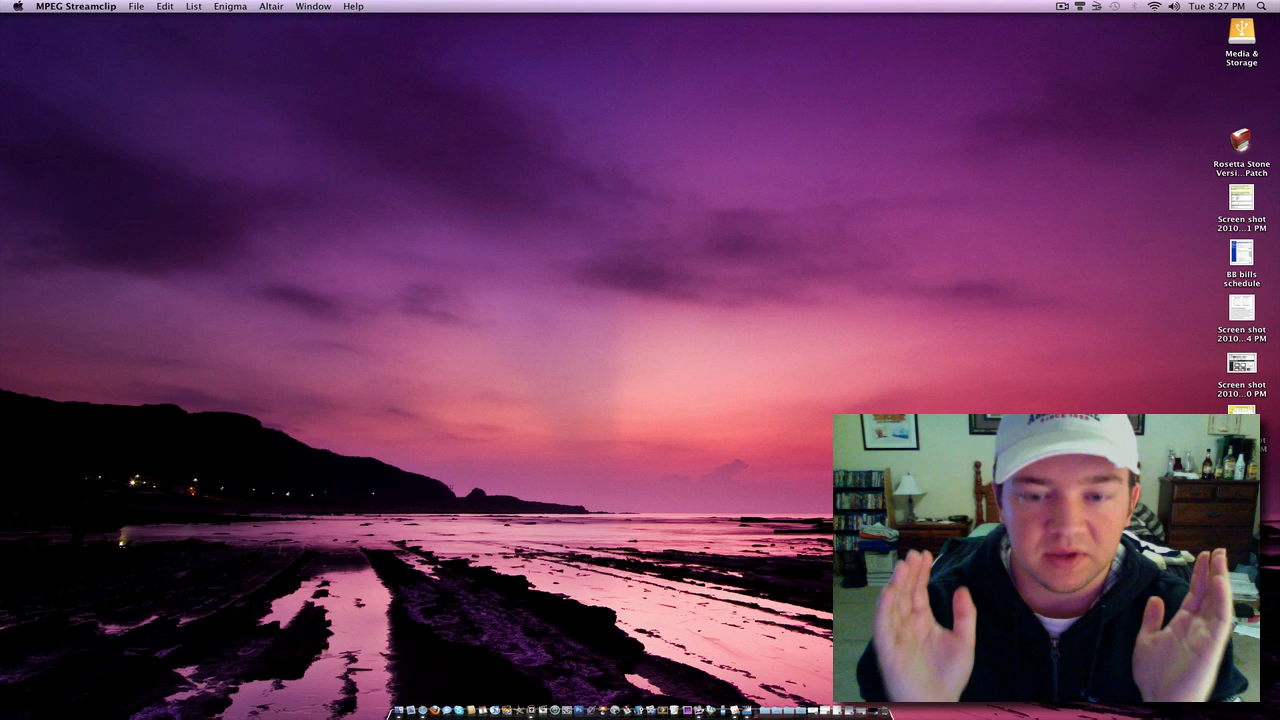 MPEG Streamclip File Edit List Enigma Altair Window Help Tue 8:27 PM
Media &
Storage
Rosetta Stone
Versi...Patch
Screen shot
2010...1 PM
BB bills
schedule
Screen shot
2010...4 PM
Screen shot
2010...0 PM